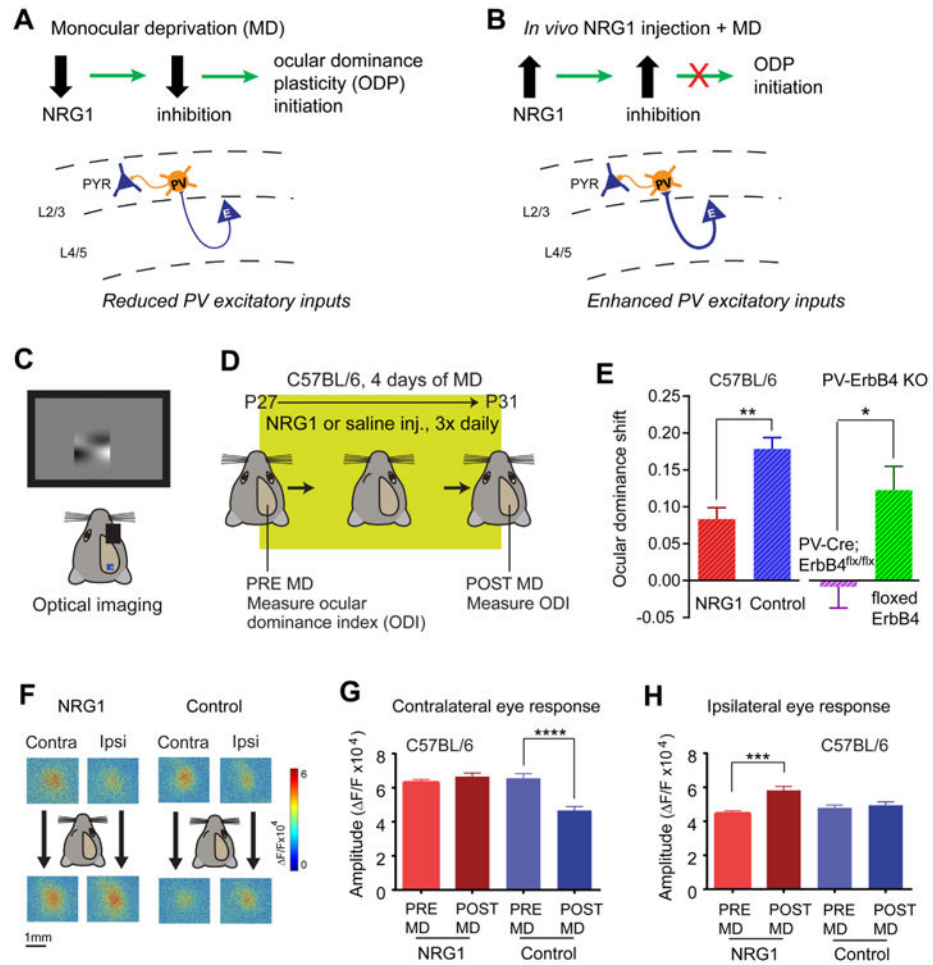 A
Monocular deprivation (MD)
NRG1
inhibition
ocular dominance
plasticity (ODP)
initiation
PYR
PV
L2/3
E
L4/5
Reduced PV excitatory inputs
B
In vivo NRG1 injection + MD
NRG1
inhibition
ODP
initiation
PYR
PV
L2/3
E
L4/5
Enhanced PV excitatory inputs
C
Optical imaging
D
C57BL/6, 4 days of MD
P27
P31
NRG1 or saline inj., 3x daily
PRE MD
Measure ocular
dominance index (ODI)
POST MD
Measure ODI
E
C57BL/6
PV-ErbB4 KO
Ocular dominance shift
0.20
0.15
0.10
0.05
0.00
-0.05
**
*
NRG1
Control
PV-Cre;
ErbB4flx/flx
floxed
ErbB4
F
NRG1
Control
Contra
Ipsi
Contra
Ipsi
6
0
ΔF/Fx10⁴
1mm
G
Contralateral eye response
C57BL/6
****
Amplitude (ΔF/F x10⁴)
8
6
4
2
0
PRE
MD
POST
MD
PRE
MD
POST
MD
NRG1
Control
H
Ipsilateral eye response
C57BL/6
***
Amplitude (ΔF/F x10⁴)
8
6
4
2
0
PRE
MD
POST
MD
PRE
MD
POST
MD
NRG1
Control